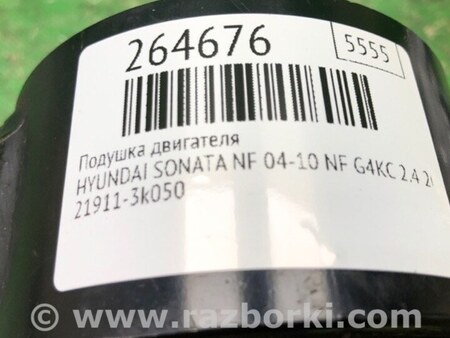 264676
5555
Подушка двигателя
HYUNDAI SONATA NF 04-10 NF G4KC 2.4
21911-3k050
© www.razborki.com